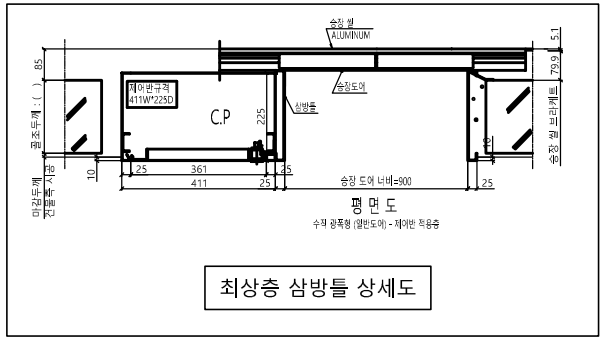 승장 씰
ALUMINUM
5.1
79.9
85
제어반규격
411W*225D
C.P
225
승장도어
삼방틀
골조두께 : (  )
승장 씰 브라케트
10
10
마감두께
건물측 시공
25
361
25
411
25
승장 도어 너비=900
25
평 면 도
수직 광폭형 (일반도어) - 제어반 적용층
최상층 삼방틀 상세도